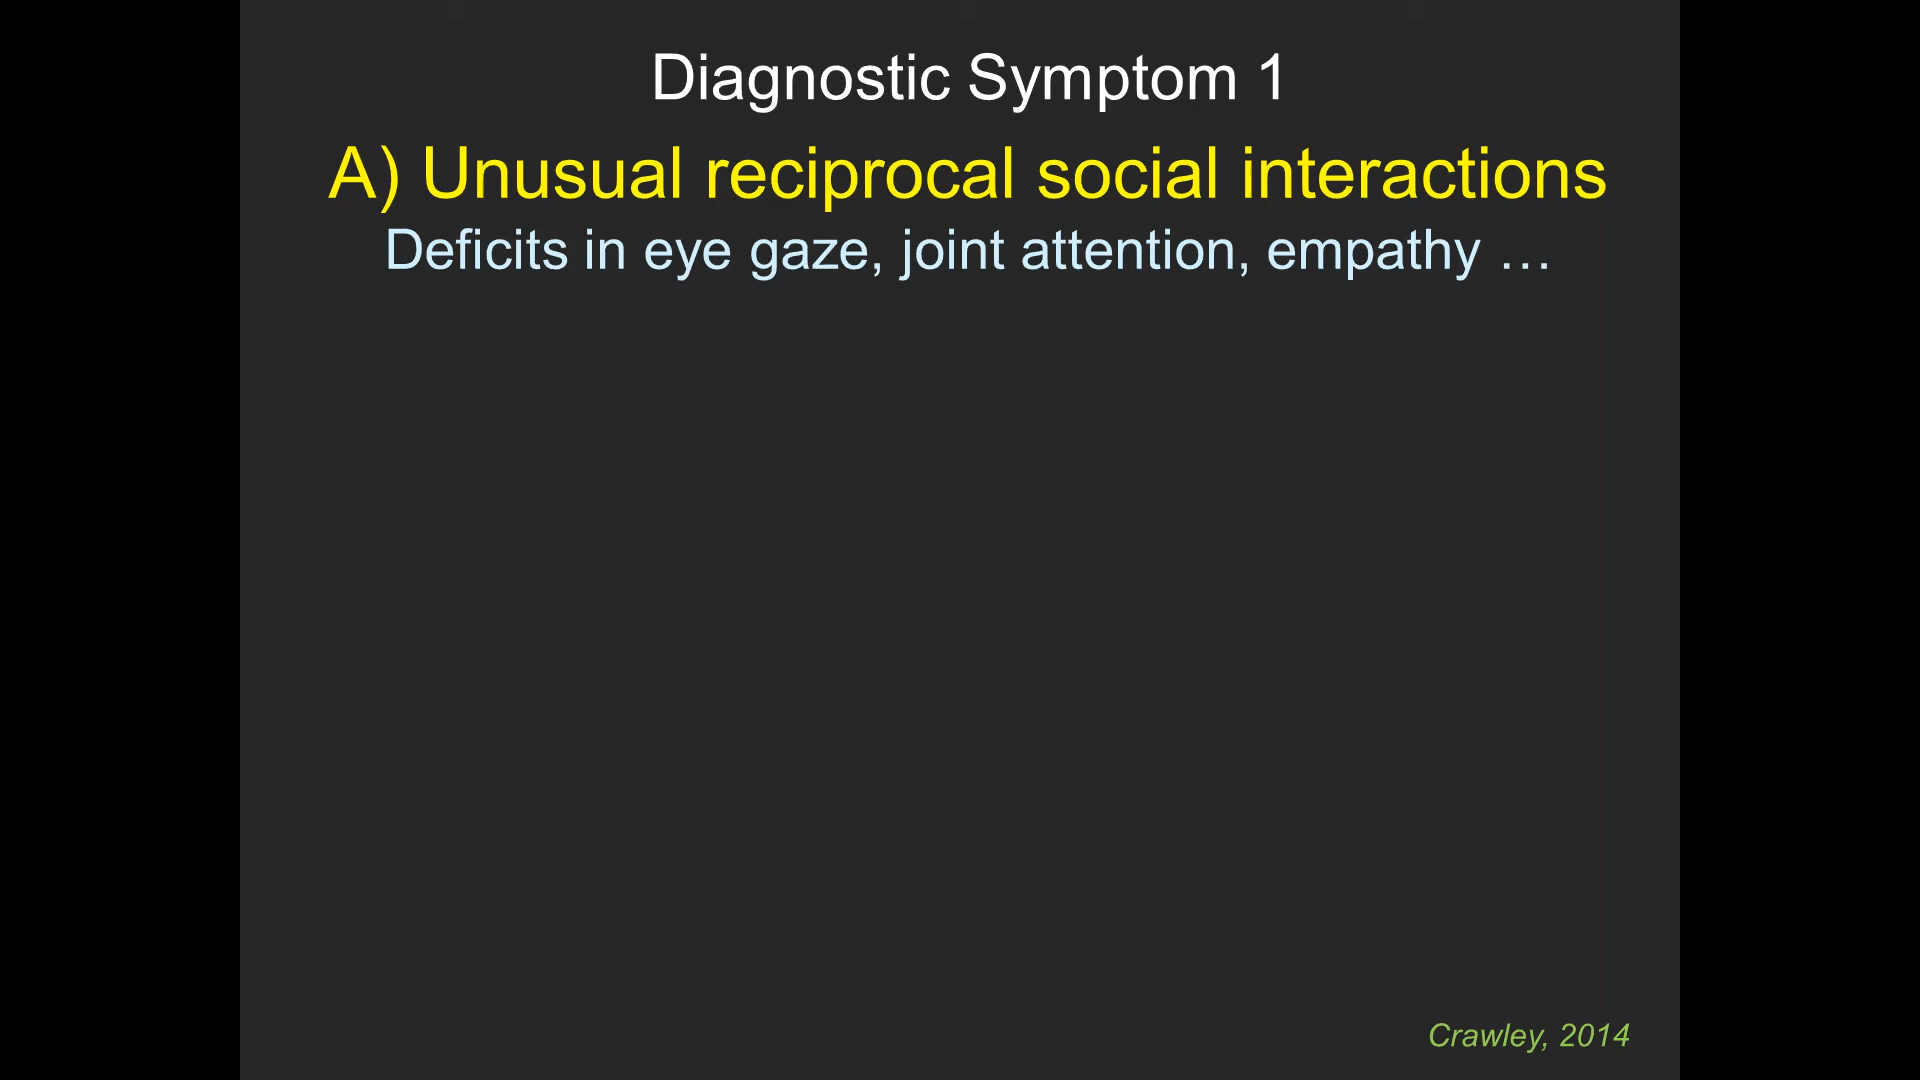 Diagnostic Symptom 1
A) Unusual reciprocal social interactions
Deficits in eye gaze, joint attention, empathy …
Crawley, 2014